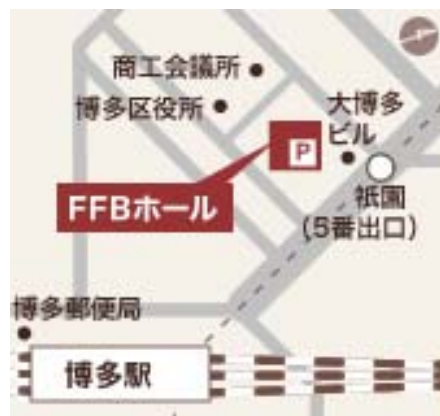 商工会議所
博多区役所
大博多
ビル
P
FFBホール
祇園
(5番出口)
博多郵便局
博多駅